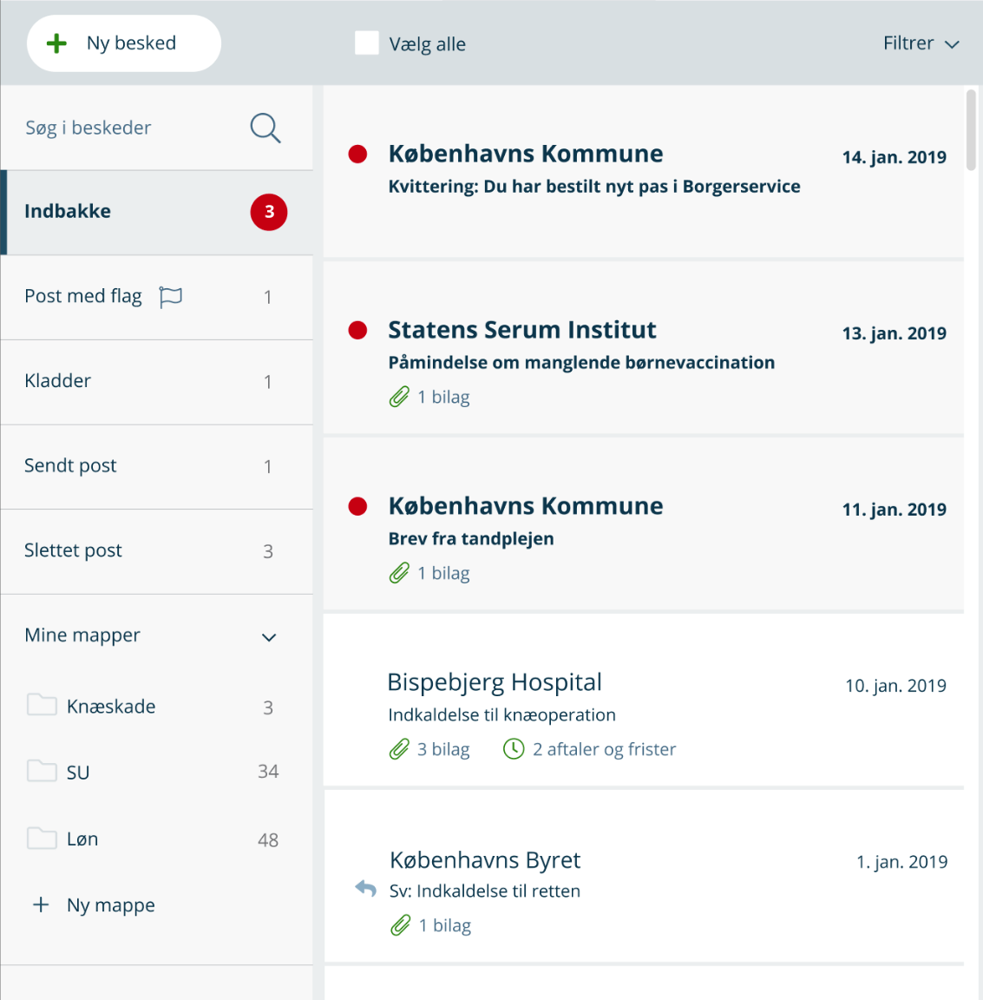 Ny besked
Vælg alle
Filtrer
Søg i beskeder
Indbakke 3
Post med flag 1
Kladder 1
Sendt post 1
Slettet post 3
Mine mapper
Knæskade 3
SU 34
Løn 48
Ny mappe
Københavns Kommune 14. jan. 2019
Kvittering: Du har bestilt nyt pas i Borgerservice
Statens Serum Institut 13. jan. 2019
Påmindelse om manglende børnevaccination
1 bilag
Københavns Kommune 11. jan. 2019
Brev fra tandplejen
1 bilag
Bispebjerg Hospital 10. jan. 2019
Indkaldelse til knæoperation
3 bilag 2 aftaler og frister
Københavns Byret 1. jan. 2019
Sv: Indkaldelse til retten
1 bilag